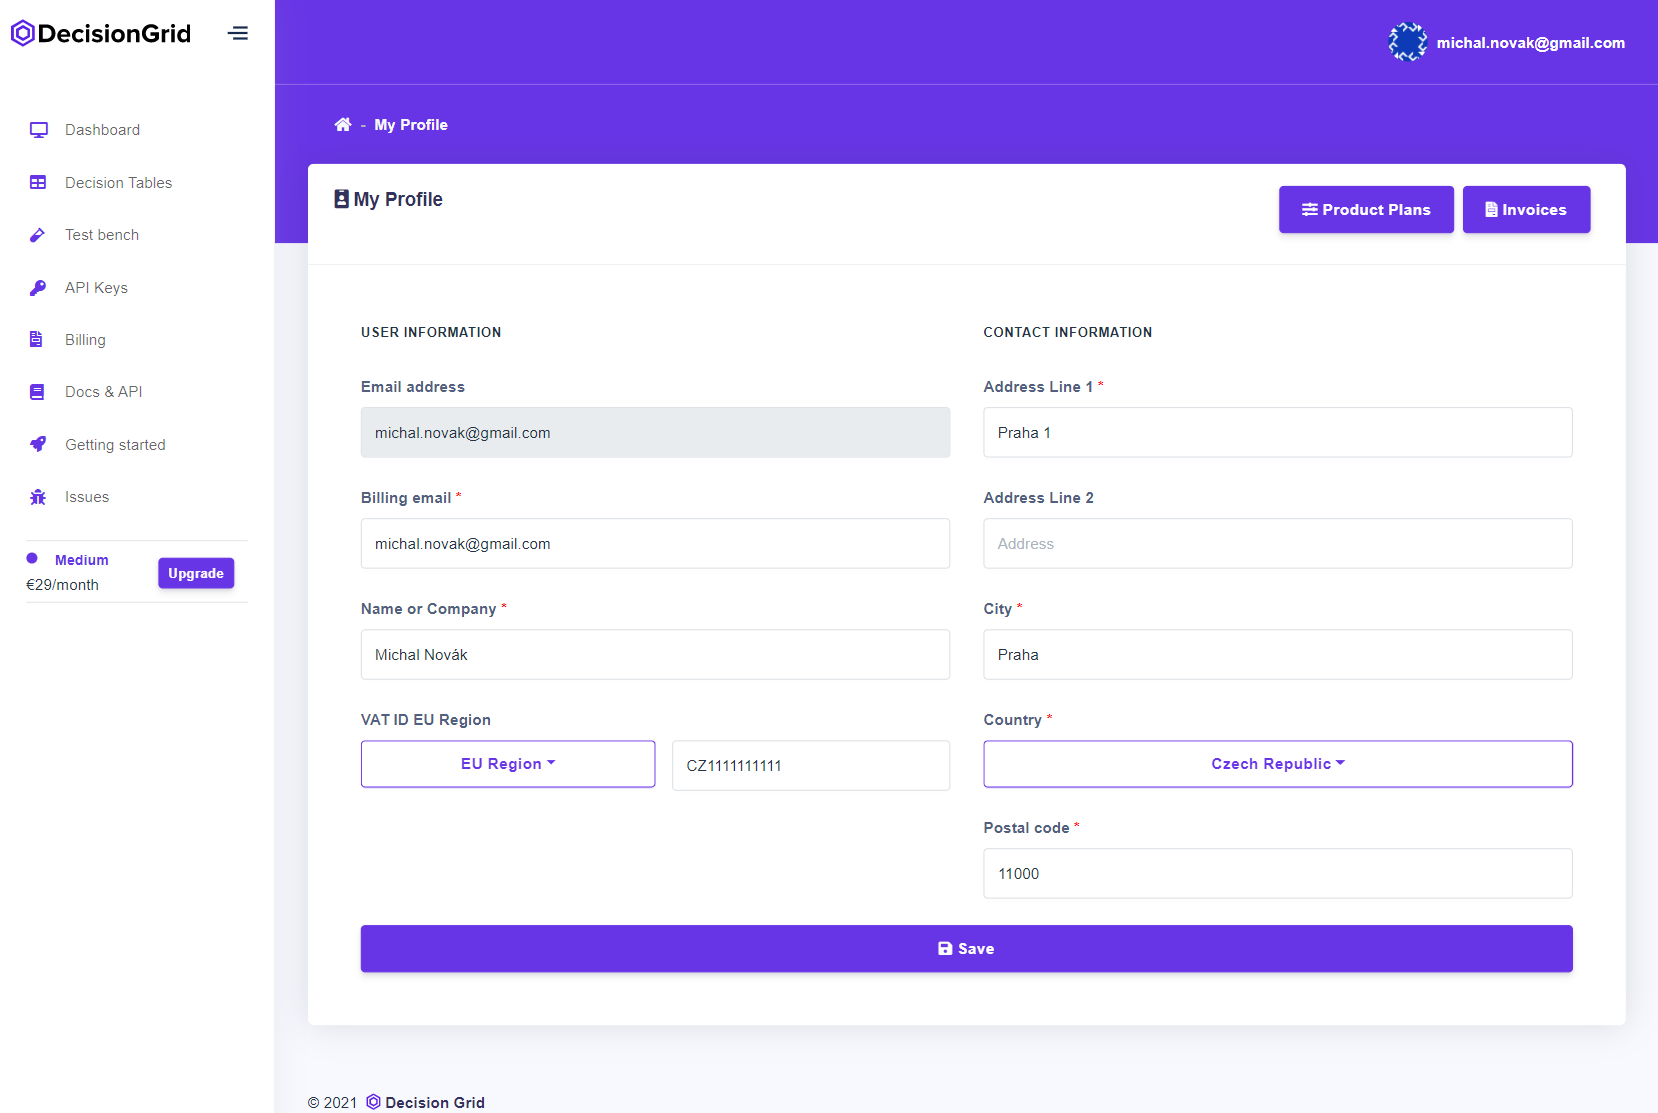 DecisionGrid
michal.novak@gmail.com
Dashboard
Decision Tables
Test bench
API Keys
Billing
Docs & API
Getting started
Issues
Medium
€29/month
Upgrade
- My Profile
My Profile
Product Plans
Invoices
USER INFORMATION
Email address
michal.novak@gmail.com
Billing email *
michal.novak@gmail.com
Name or Company *
Michal Novák
VAT ID EU Region
EU Region
CZ1111111111
CONTACT INFORMATION
Address Line 1 *
Praha 1
Address Line 2
Address
City *
Praha
Country *
Czech Republic
Postal code *
11000
Save
© 2021 Decision Grid